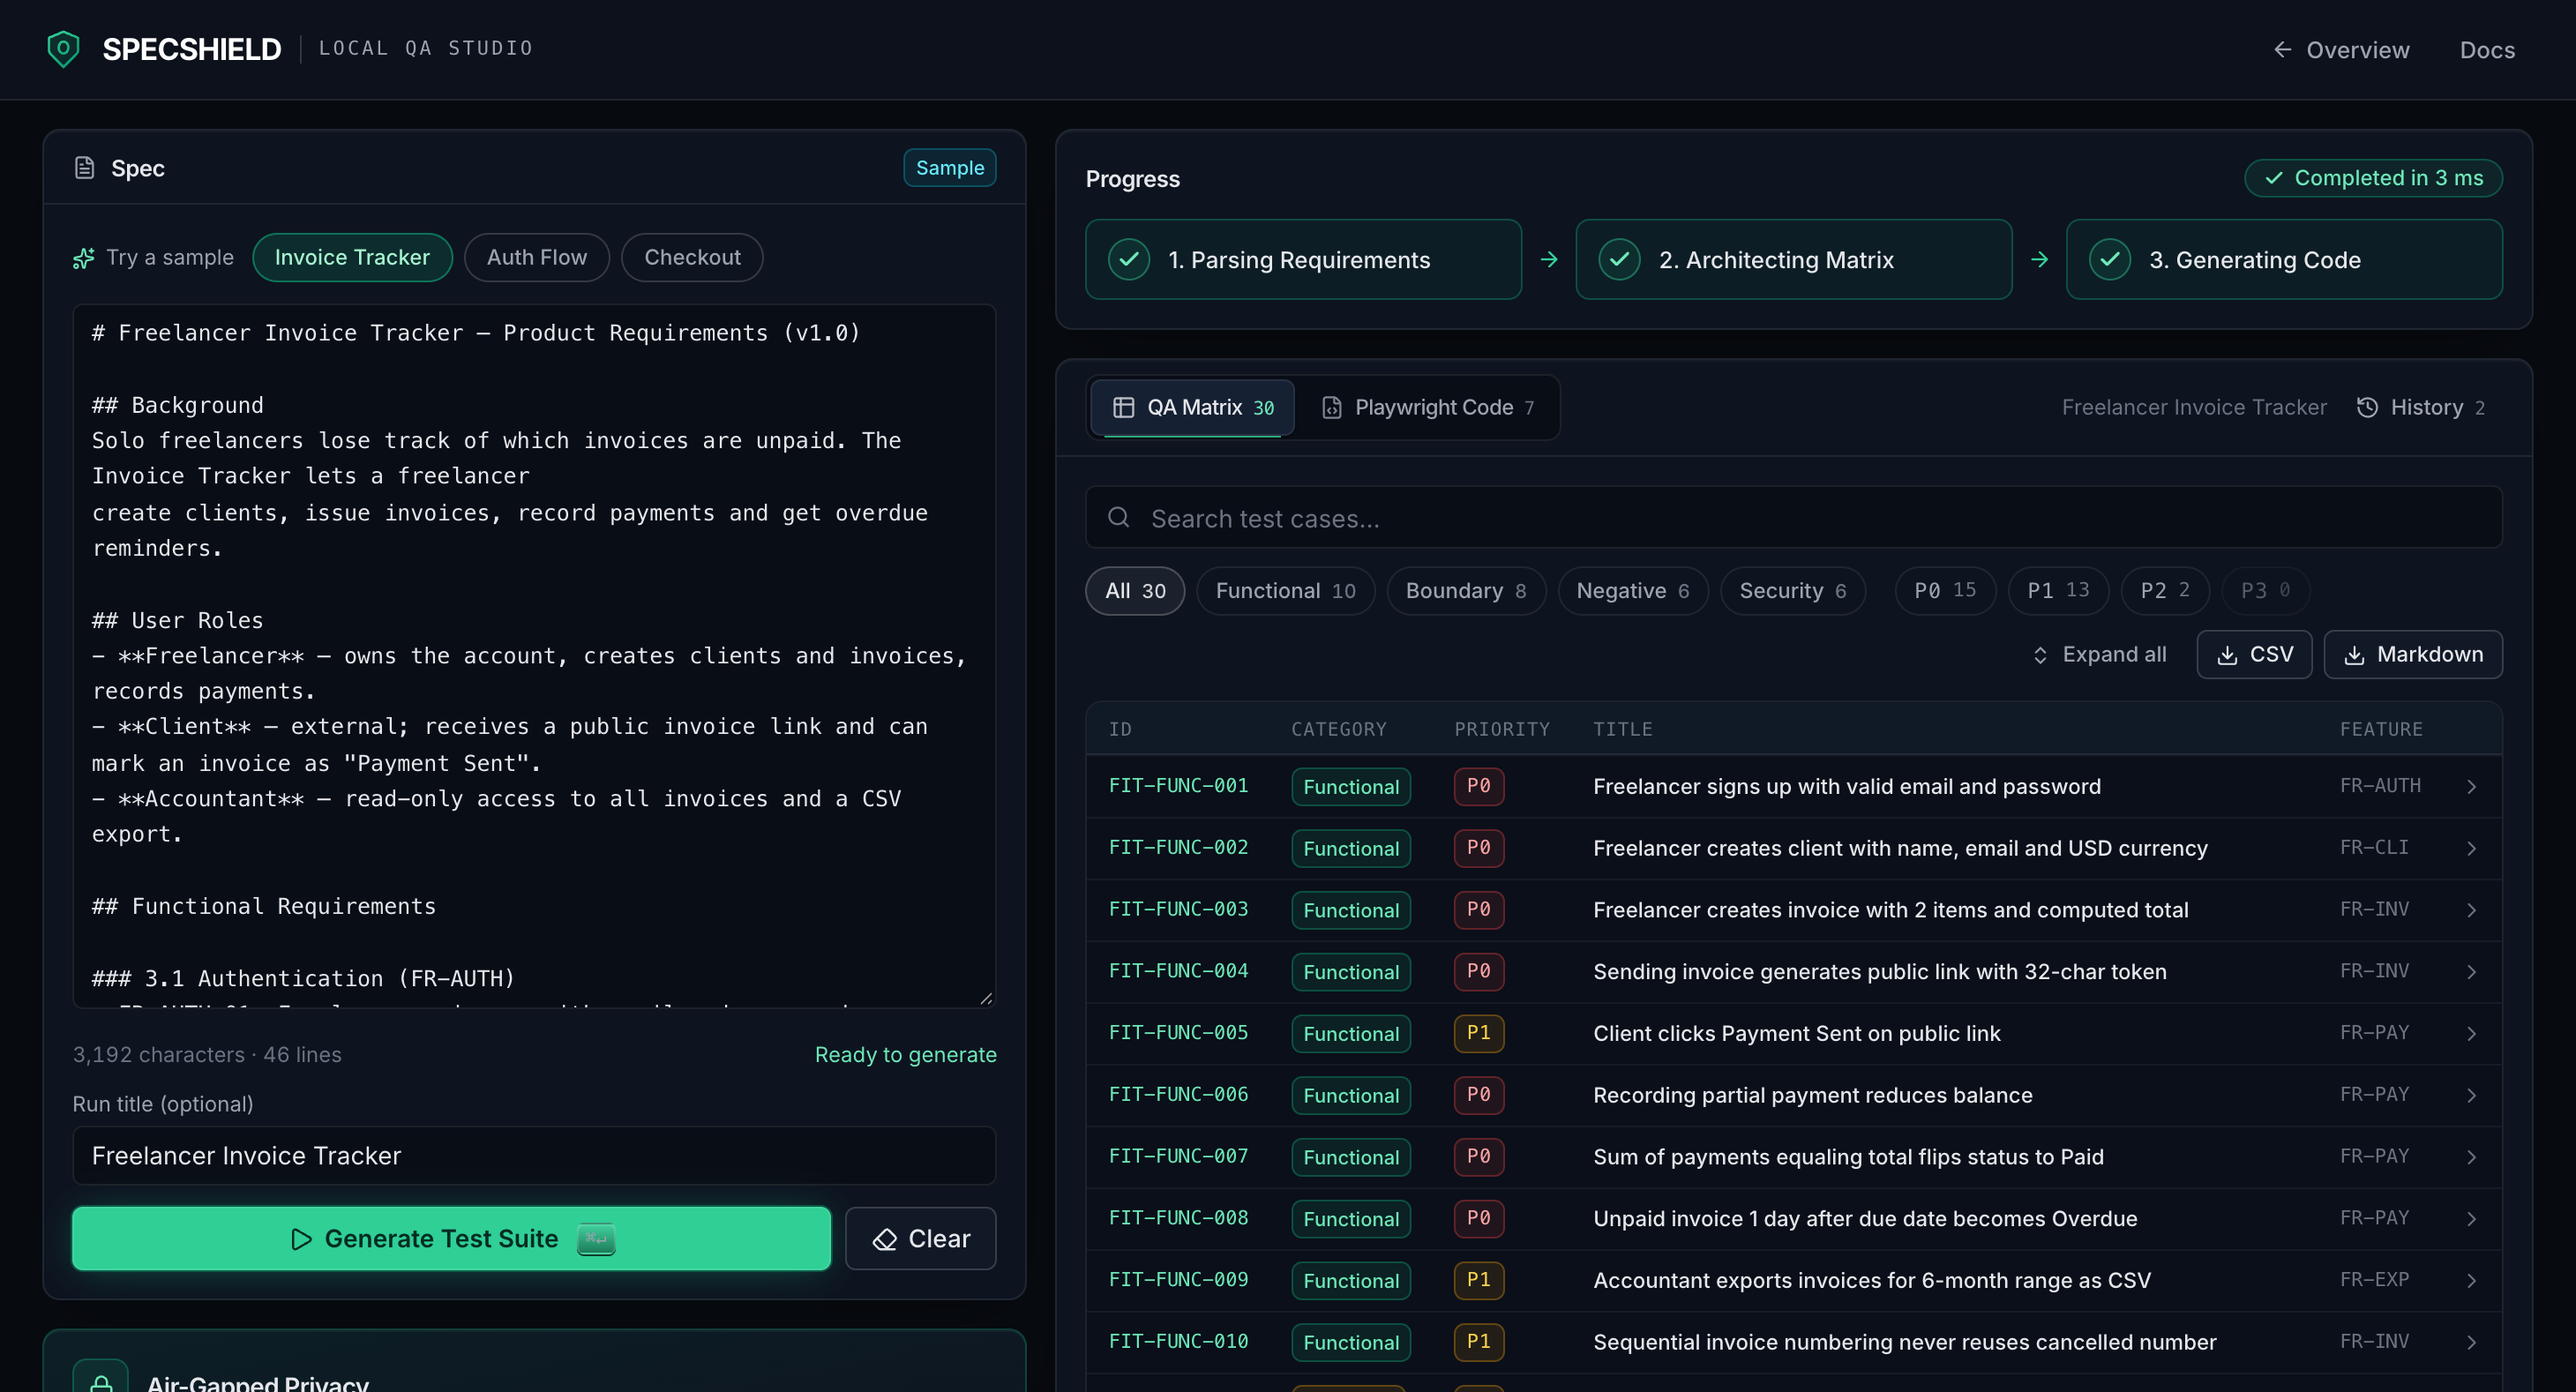 SPECSHIELD
LOCAL QA STUDIO
Overview
Docs
Spec
Sample
Try a sample
Invoice Tracker
Auth Flow
Checkout
# Freelancer Invoice Tracker — Product Requirements (v1.0)
## Background
Solo freelancers lose track of which invoices are unpaid. The
Invoice Tracker lets a freelancer
create clients, issue invoices, record payments and get overdue
reminders.
## User Roles
- **Freelancer** — owns the account, creates clients and invoices,
records payments.
- **Client** — external; receives a public invoice link and can
mark an invoice as "Payment Sent".
- **Accountant** — read-only access to all invoices and a CSV
export.
## Functional Requirements
### 3.1 Authentication (FR-AUTH)
3,192 characters · 46 lines
Ready to generate
Run title (optional)
Freelancer Invoice Tracker
Generate Test Suite ⌘↵
Clear
Air-Gapped Privacy
Progress
Completed in 3 ms
1. Parsing Requirements
2. Architecting Matrix
3. Generating Code
QA Matrix 30
Playwright Code 7
Freelancer Invoice Tracker
History 2
Search test cases...
All 30
Functional 10
Boundary 8
Negative 6
Security 6
P0 15
P1 13
P2 2
P3 0
Expand all
CSV
Markdown
ID CATEGORY PRIORITY TITLE FEATURE
FIT-FUNC-001 Functional P0 Freelancer signs up with valid email and password FR-AUTH
FIT-FUNC-002 Functional P0 Freelancer creates client with name, email and USD currency FR-CLI
FIT-FUNC-003 Functional P0 Freelancer creates invoice with 2 items and computed total FR-INV
FIT-FUNC-004 Functional P0 Sending invoice generates public link with 32-char token FR-INV
FIT-FUNC-005 Functional P1 Client clicks Payment Sent on public link FR-PAY
FIT-FUNC-006 Functional P0 Recording partial payment reduces balance FR-PAY
FIT-FUNC-007 Functional P0 Sum of payments equaling total flips status to Paid FR-PAY
FIT-FUNC-008 Functional P0 Unpaid invoice 1 day after due date becomes Overdue FR-PAY
FIT-FUNC-009 Functional P1 Accountant exports invoices for 6-month range as CSV FR-EXP
FIT-FUNC-010 Functional P1 Sequential invoice numbering never reuses cancelled number FR-INV